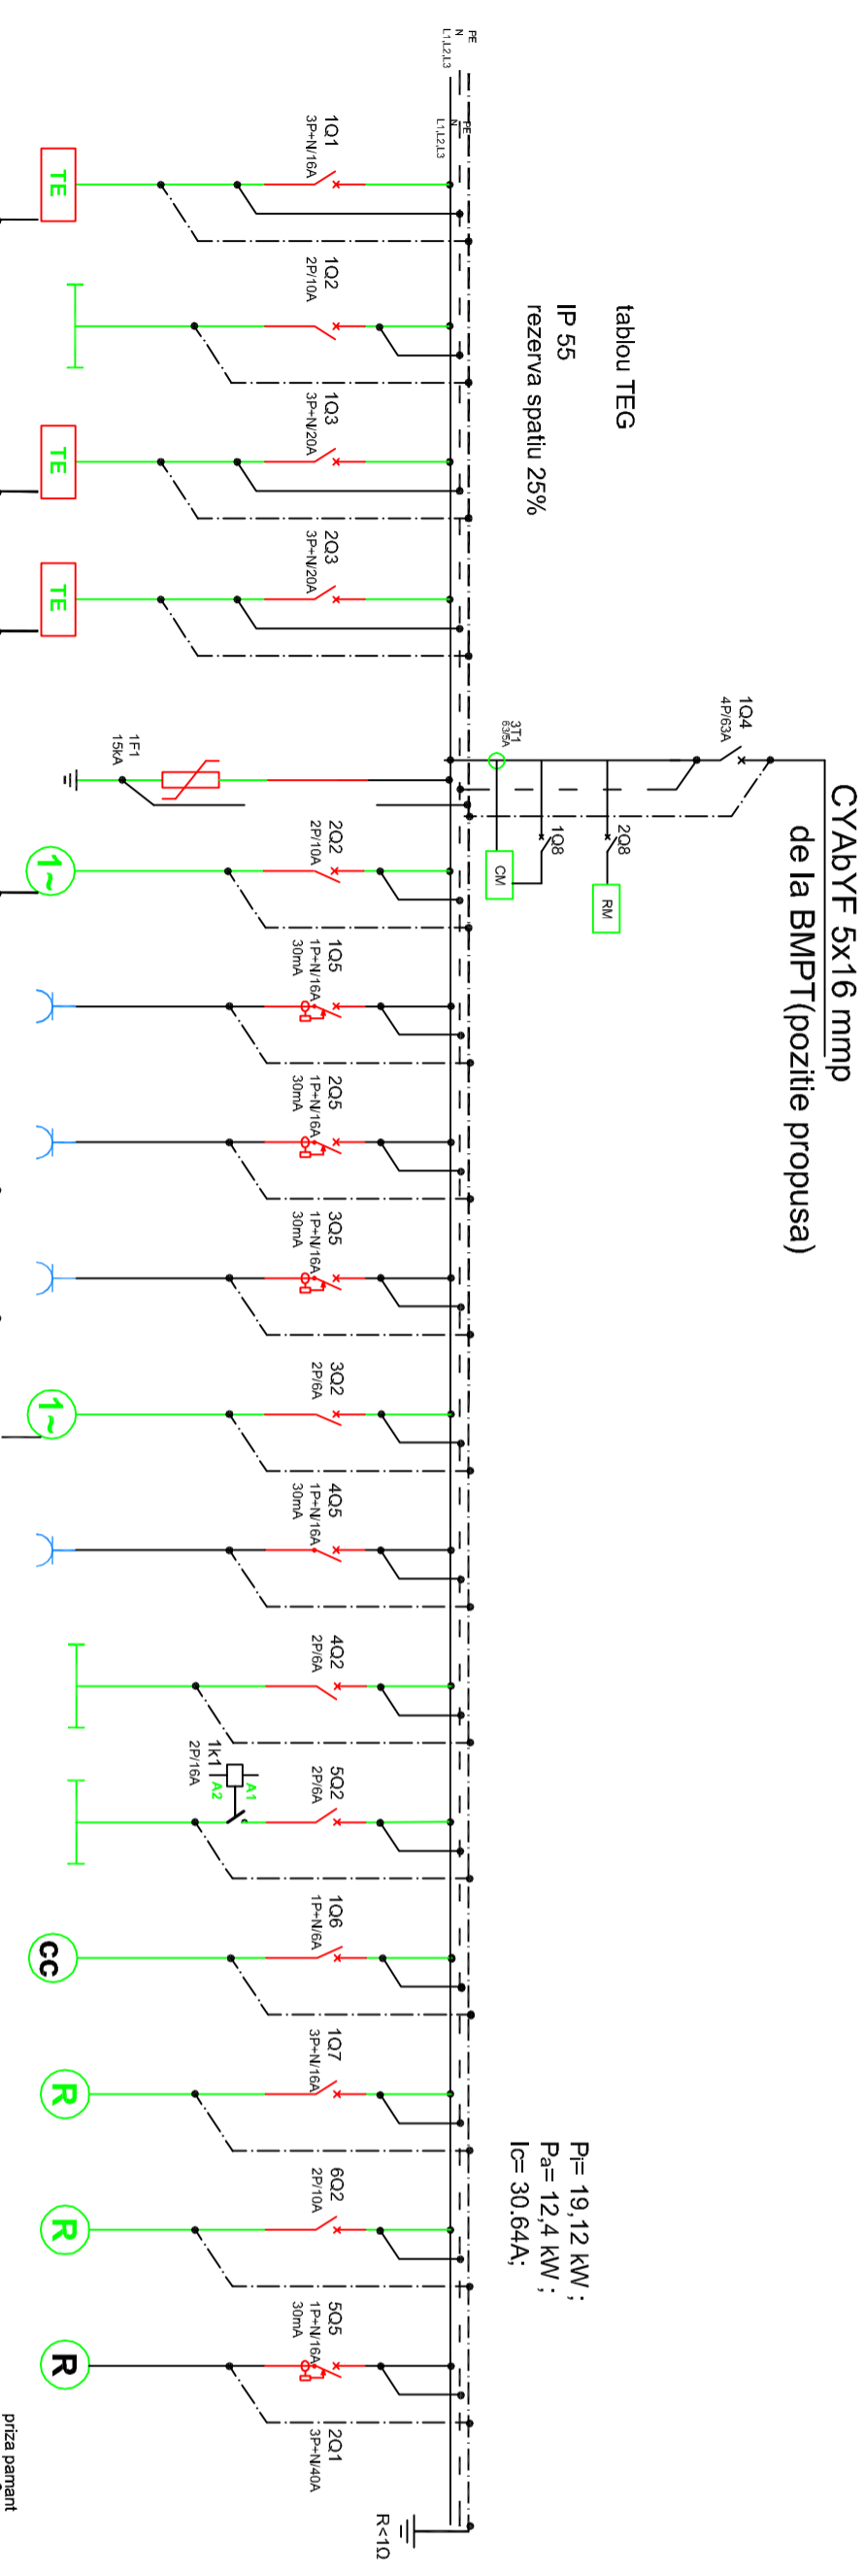 CYAbYF 5x16 mmp
de la BMPT(pozitie propusa)
tablou TEG
IP 55
rezerva spatiu 25%
Pi= 19,12 kW ;
Pa= 12,4 kW ;
Ic= 30.64A;
1Q4
4P/63A
3T1
63/5A
1Q8
2Q8
CM
RM
PE
N
L1,L2,L3
PE
N
L1,L2,L3
1Q1
3P+N/16A
1Q2
2P/10A
1Q3
3P+N/20A
2Q3
3P+N/20A
1F1
15kA
2Q2
2P/10A
1Q5
1P+N/16A
30mA
2Q5
1P+N/16A
30mA
3Q5
1P+N/16A
30mA
3Q2
2P/6A
4Q5
1P+N/16A
30mA
4Q2
2P/6A
5Q2
2P/6A
1k1
2P/16A
A1
A2
1Q6
1P+N/6A
1Q7
3P+N/16A
6Q2
2P/10A
5Q5
1P+N/16A
30mA
2Q1
3P+N/40A
R<1Ω
TE
TE
TE
1~
1~
CC
R
R
R
priza pamant